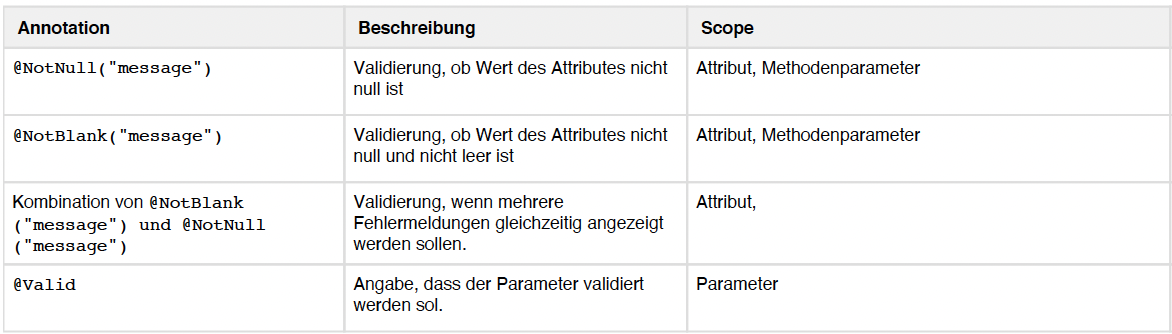 Annotation Beschreibung Scope
@NotNull("message") Validierung, ob Wert des Attributes nicht Attribut, Methodenparameter
null ist
@NotBlank("message") Validierung, ob Wert des Attributes nicht Attribut, Methodenparameter
null und nicht leer ist
Kombination von @NotBlank Validierung, wenn mehrere Attribut,
("message") und @NotNull Fehlermeldungen gleichzeitig angezeigt
("message") werden sollen.
@Valid Angabe, dass der Parameter validiert Parameter
werden sol.